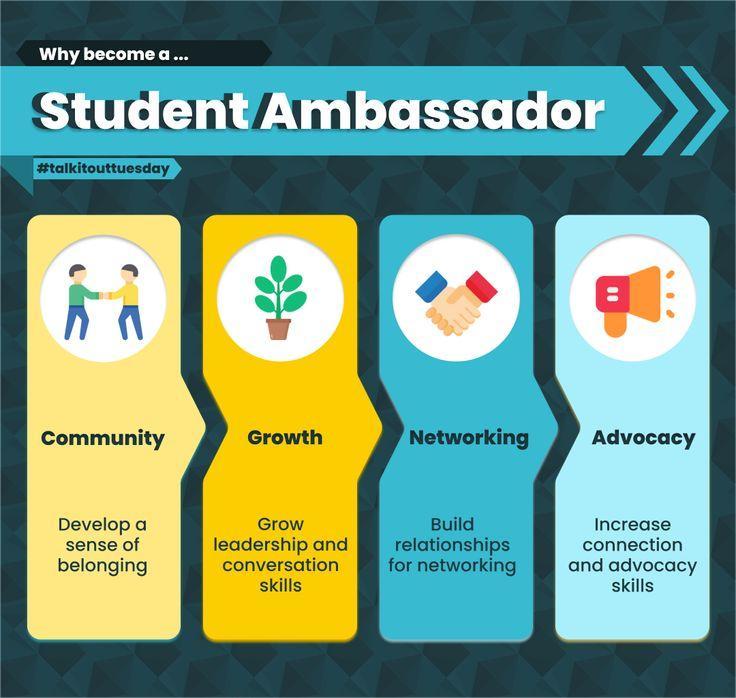 Why become a ...
Student Ambassador
#talkitouttuesday
Community
Develop a
sense of
belonging
Growth
Grow
leadership and
conversation
skills
Networking
Build
relationships
for networking
Advocacy
Increase
connection
and advocacy
skills